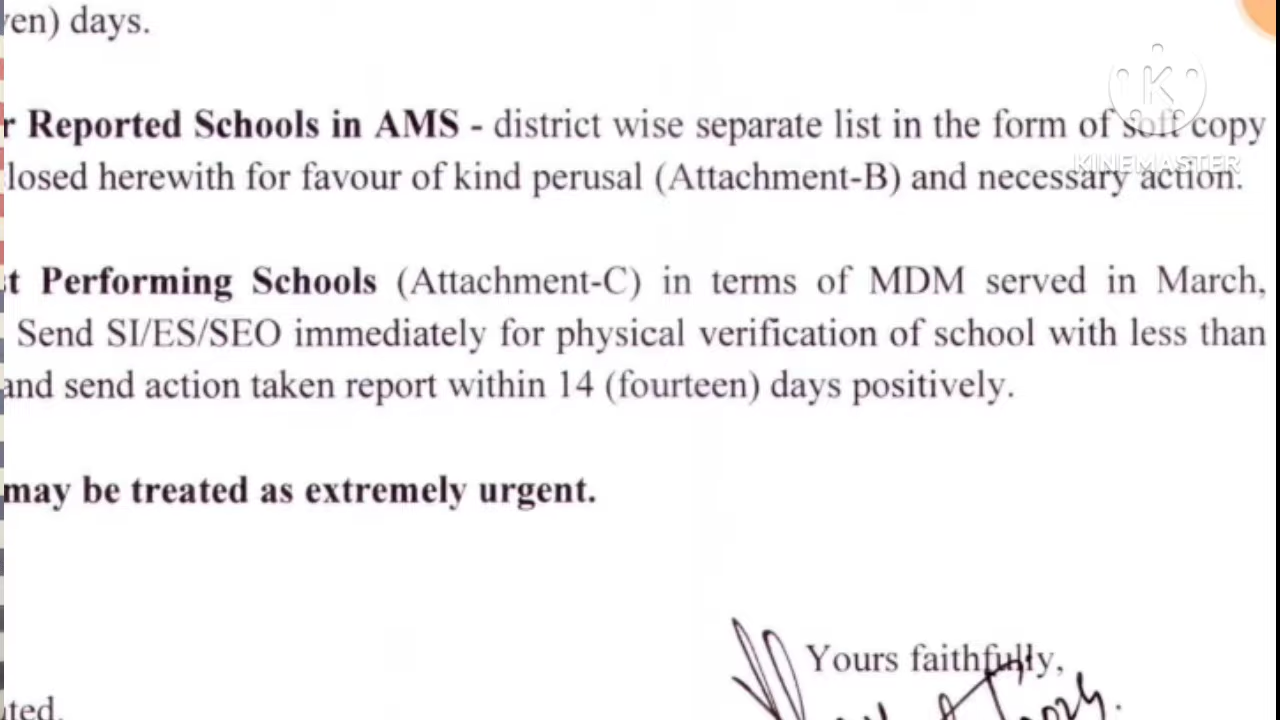 en) days.
KINEMASTER
r Reported Schools in AMS - district wise separate list in the form of soft copy
losed herewith for favour of kind perusal (Attachment-B) and necessary action.
t Performing Schools (Attachment-C) in terms of MDM served in March,
Send SI/ES/SEO immediately for physical verification of school with less than
and send action taken report within 14 (fourteen) days positively.
may be treated as extremely urgent.
Yours faithfully,
ted.